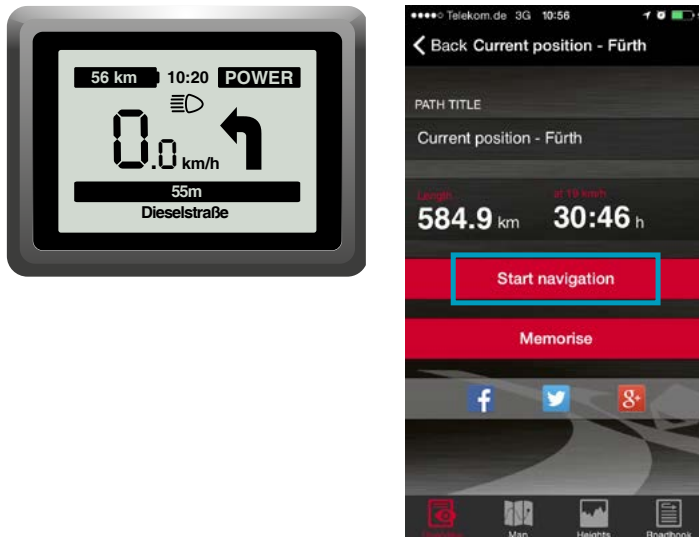 56 km 10:20 POWER
0.0 km/h
55m
Dieselstraße
Telekom.de 3G 10:56
Back Current position - Fürth
PATH TITLE
Current position - Fürth
Length at 19 km/h
584.9 km 30:46 h
Start navigation
Memorise
f 8+
Map Heights Roadbook